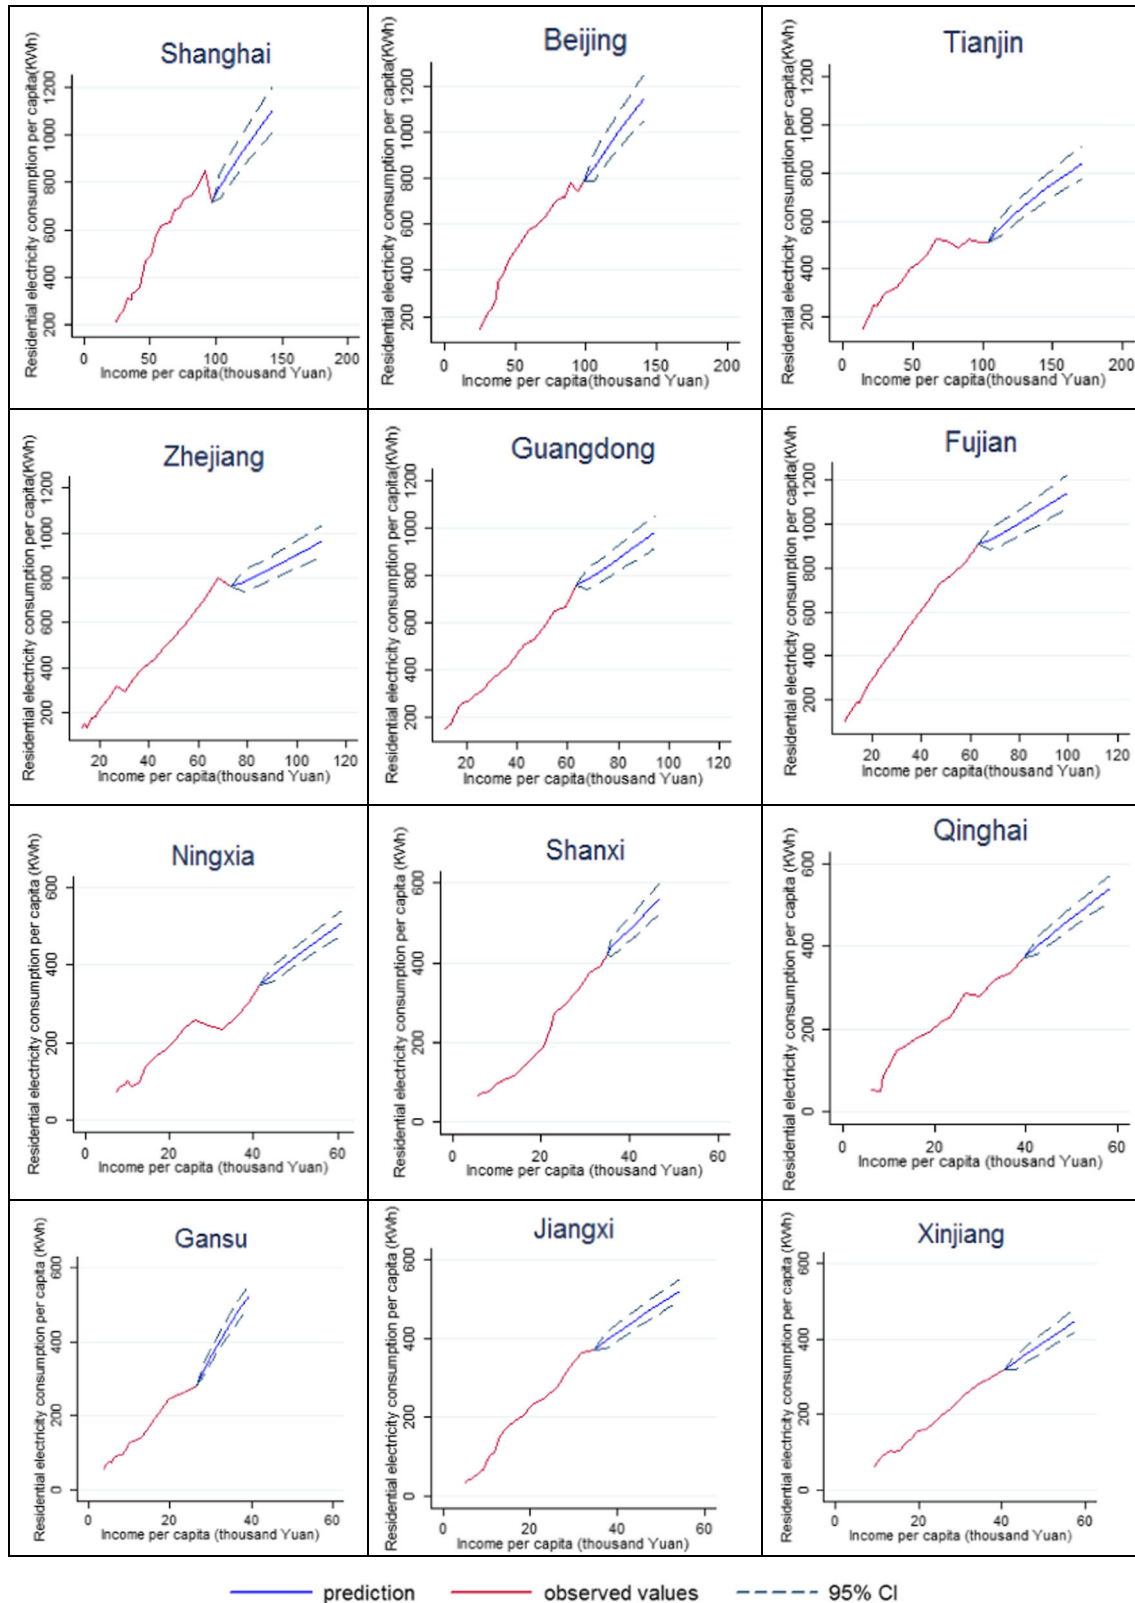 Shanghai
Residential electricity consumption per capita(KWh)
1200
1000
800
600
400
200
0 50 100 150 200
Income per capita(thousand Yuan)
Beijing
Residential electricity consumption per capita(KWh)
1200
1000
800
600
400
200
0 50 100 150 200
Income per capita(thousand Yuan)
Tianjin
Residential electricity consumption per capita(KWh)
1200
1000
800
600
400
200
0 50 100 150 200
Income per capita(thousand Yuan)
Zhejiang
Residential electricity consumption per capita(KWh)
1200
1000
800
600
400
200
20 40 60 80 100 120
Income per capita(thousand Yuan)
Guangdong
Residential electricity consumption per capita(KWh)
1200
1000
800
600
400
200
20 40 60 80 100 120
Income per capita(thousand Yuan)
Fujian
Residential electricity consumption per capita(KWh
1200
1000
800
600
400
200
20 40 60 80 100 120
Income per capita(thousand Yuan)
Ningxia
Residential electricity consumption per capita (KWh)
600
400
200
0
0 20 40 60
Income per capita (thousand Yuan)
Shanxi
Residential electricity consumption per capita (KWh)
600
400
200
0
0 20 40 60
Income per capita (thousand Yuan)
Qinghai
Residential electricity consumption per capita (KWh)
600
400
200
0
0 20 40 60
Income per capita (thousand Yuan)
Gansu
Residential electricity consumption per capita (KWh)
600
400
200
0
0 20 40 60
Income per capita (thousand Yuan)
Jiangxi
Residential electricity consumption per capita (KWh)
600
400
200
0
0 20 40 60
Income per capita (thousand Yuan)
Xinjiang
Residential electricity consumption per capita (KWh)
600
400
200
0
0 20 40 60
Income per capita (thousand Yuan)
prediction observed values 95% CI